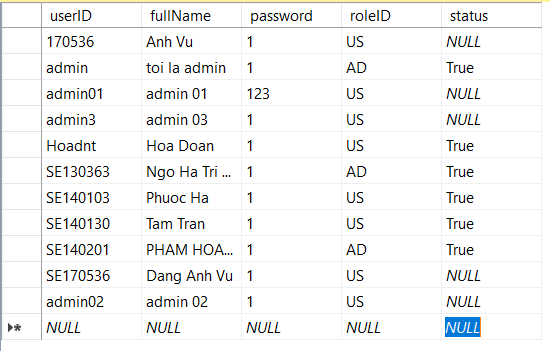 userID fullName password roleID status
170536 Anh Vu 1 US NULL
admin toi la admin 1 AD True
admin01 admin 01 123 US NULL
admin3 admin 03 1 US NULL
Hoadnt Hoa Doan 1 US True
SE130363 Ngo Ha Tri ... 1 AD True
SE140103 Phuoc Ha 1 US True
SE140130 Tam Tran 1 US True
SE140201 PHAM HOA... 1 AD True
SE170536 Dang Anh Vu 1 US NULL
admin02 admin 02 1 US NULL
NULL NULL NULL NULL NULL